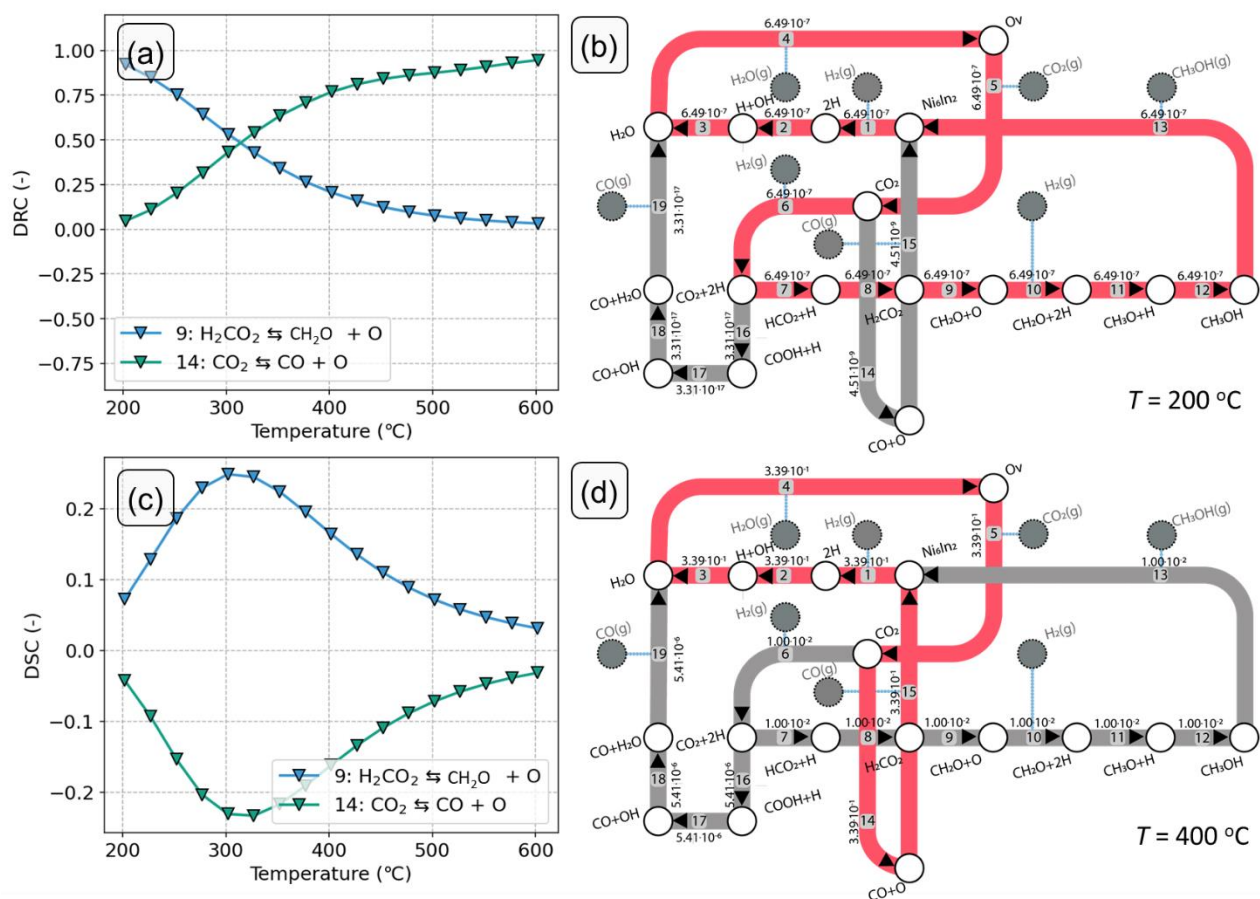 (a)
DRC (-)
1.00
0.75
0.50
0.25
0.00
−0.25
−0.50
−0.75
9: H₂CO₂ ⇆ CH₂O + O
14: CO₂ ⇆ CO + O
200 300 400 500 600
Temperature (°C)
(b)
6.49·10⁻⁷
4
Ov
H₂O(g)
H₂(g)
5
CO₂(g)
6.49·10⁻⁷
CH₃OH(g)
H+OH
2H
Ni₆In₂
6.49·10⁻⁷ 6.49·10⁻⁷ 6.49·10⁻⁷ 6.49·10⁻⁷
3 2 1 13
H₂O
H₂(g)
CO₂
H₂(g)
CO(g)
19
6.49·10⁻⁷
6
3.31·10⁻¹⁷
CO(g)
15
4.51·10⁻⁹
CO+H₂O
CO₂+2H
6.49·10⁻⁷ 6.49·10⁻⁷ 6.49·10⁻⁷ 6.49·10⁻⁷ 6.49·10⁻⁷ 6.49·10⁻⁷
7 8 9 10 11 12
HCO₂+H
H₂CO₂
CH₂O+O
CH₂O+2H
CH₃O+H
CH₃OH
18
3.31·10⁻¹⁷
16
3.31·10⁻¹⁷
COOH+H
CO+OH
17
3.31·10⁻¹⁷
14
4.51·10⁻⁹
CO+O
T = 200 °C
(c)
DSC (-)
0.2
0.1
0.0
−0.1
−0.2
9: H₂CO₂ ⇆ CH₂O + O
14: CO₂ ⇆ CO + O
200 300 400 500 600
Temperature (°C)
(d)
3.39·10⁻¹
4
Ov
H₂O(g)
H₂(g)
5
CO₂(g)
3.39·10⁻¹
CH₃OH(g)
H+OH
2H
Ni₆In₂
3.39·10⁻¹ 3.39·10⁻¹ 3.39·10⁻¹ 1.00·10⁻²
3 2 1 13
H₂O
H₂(g)
CO₂
H₂(g)
CO(g)
19
1.00·10⁻²
6
5.41·10⁻⁶
CO(g)
15
3.39·10⁻¹
CO+H₂O
CO₂+2H
1.00·10⁻² 1.00·10⁻² 1.00·10⁻² 1.00·10⁻² 1.00·10⁻² 1.00·10⁻²
7 8 9 10 11 12
HCO₂+H
H₂CO₂
CH₂O+O
CH₂O+2H
CH₃O+H
CH₃OH
18
5.41·10⁻⁶
16
5.41·10⁻⁶
COOH+H
CO+OH
17
5.41·10⁻⁶
14
3.39·10⁻¹
CO+O
T = 400 °C